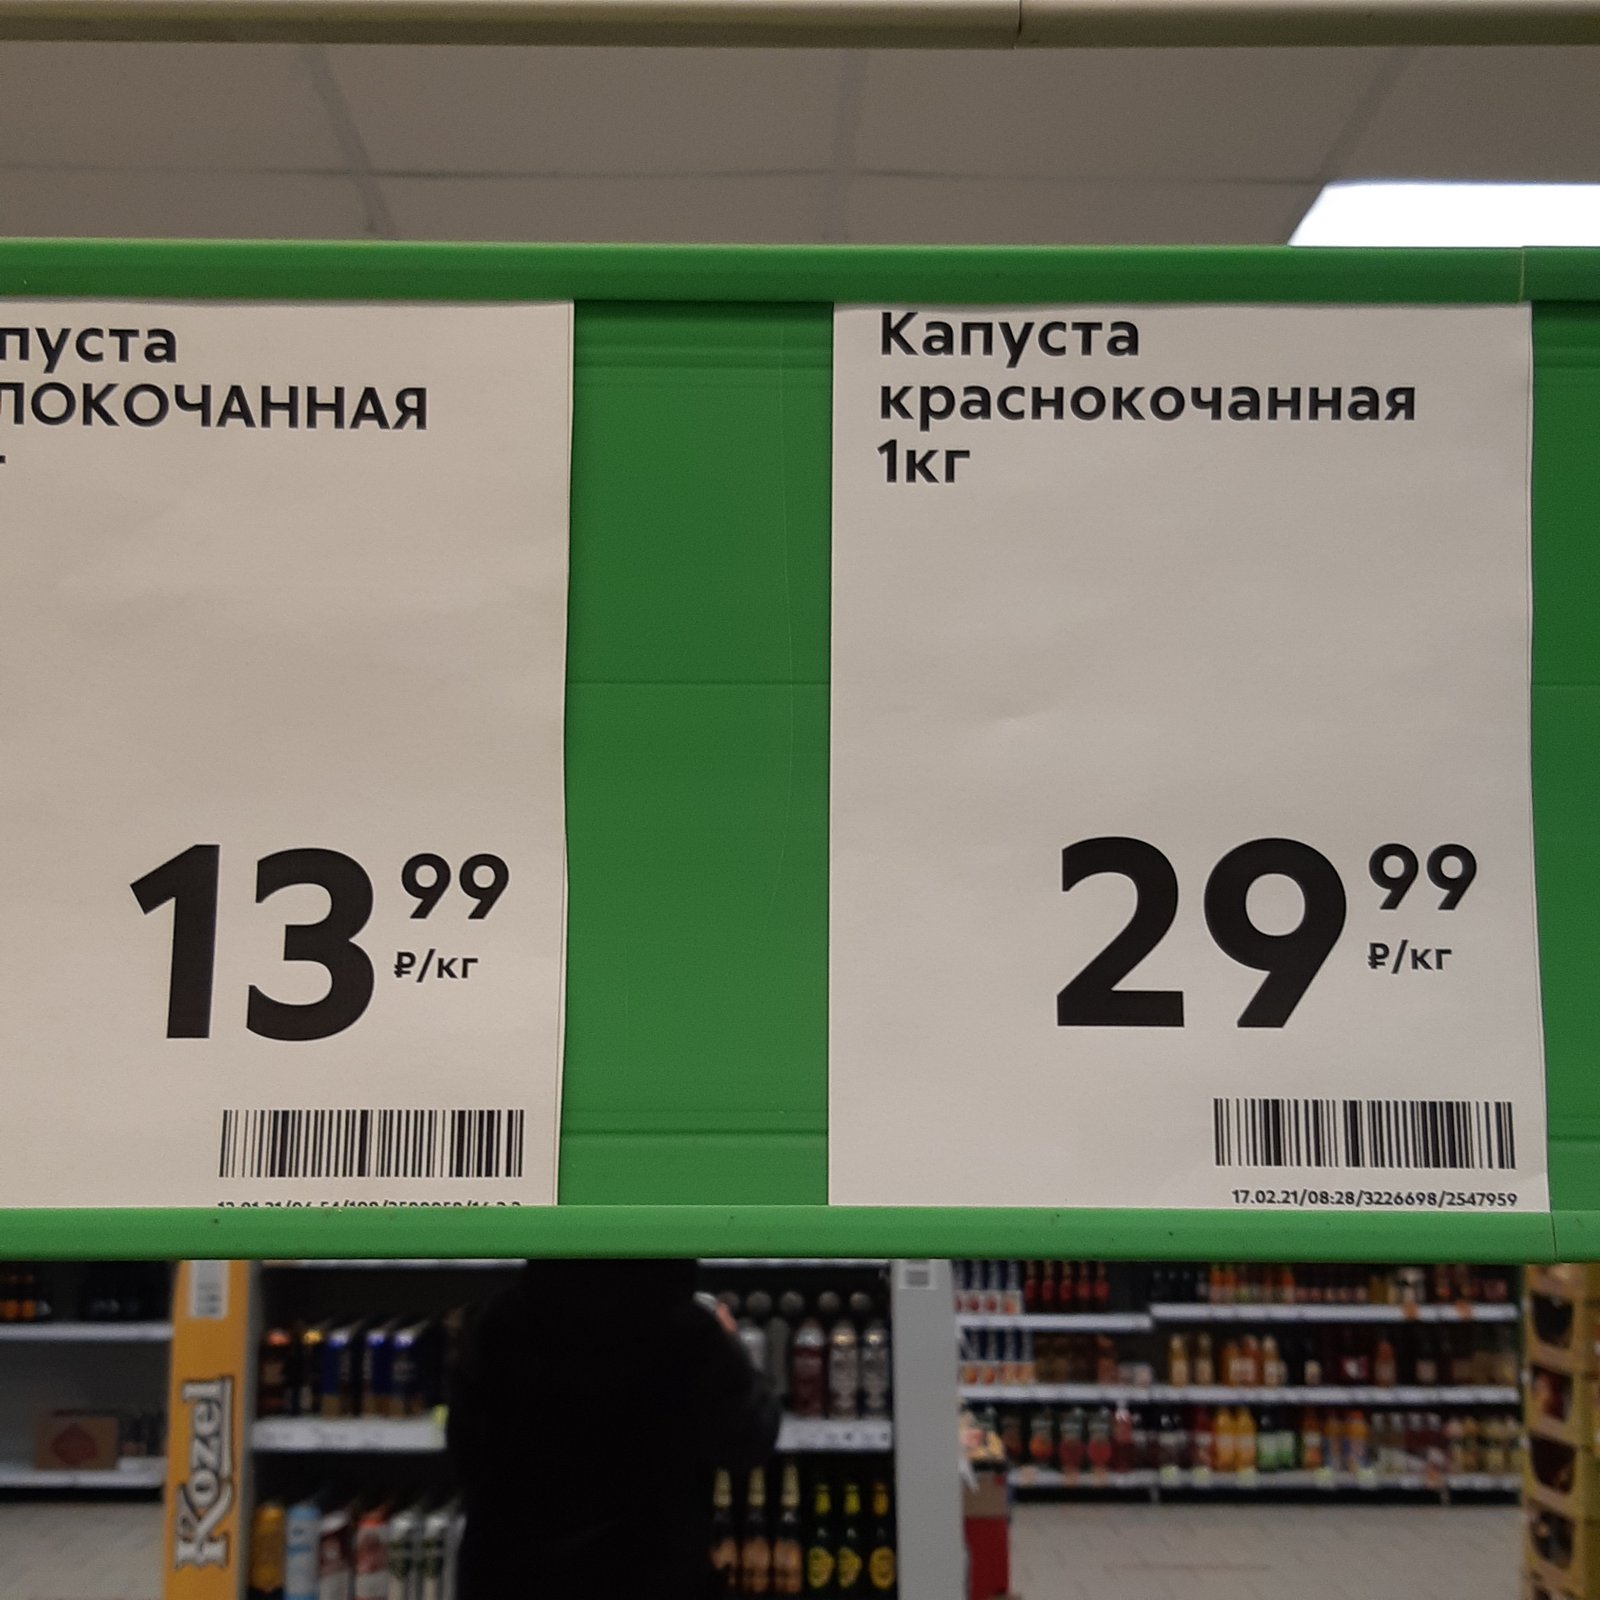 пуста
ЛОКОЧАННАЯ
13 99
₽/кг
Капуста
краснокочанная
1кг
29 99
₽/кг
17.02.21/08:28/3226698/2547959
Kozel